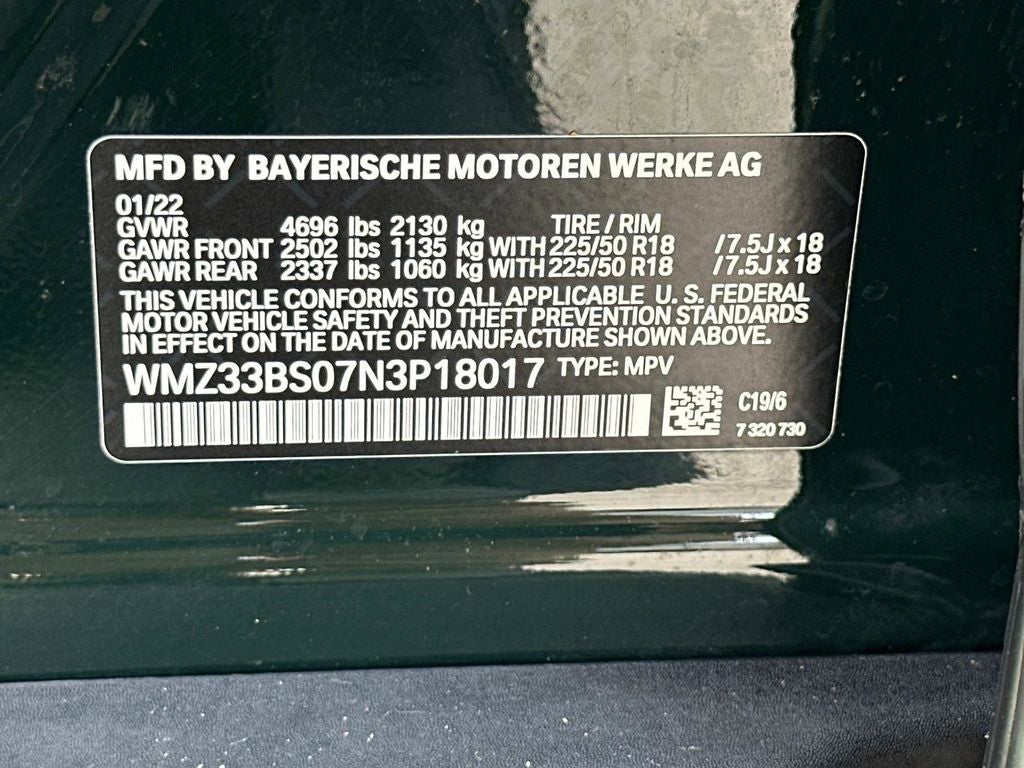 MFD BY BAYERISCHE MOTOREN WERKE AG
01/22
GVWR 4696 lbs 2130 kg TIRE / RIM
GAWR FRONT 2502 lbs 1135 kg WITH 225/50 R18 /7.5J x 18
GAWR REAR 2337 lbs 1060 kg WITH 225/50 R18 /7.5J x 18
THIS VEHICLE CONFORMS TO ALL APPLICABLE U. S. FEDERAL
MOTOR VEHICLE SAFETY AND THEFT PREVENTION STANDARDS
IN EFFECT ON THE DATE OF MANUFACTURE SHOWN ABOVE.
WMZ33BS07N3P18017 TYPE: MPV
C19/6
7 320 730